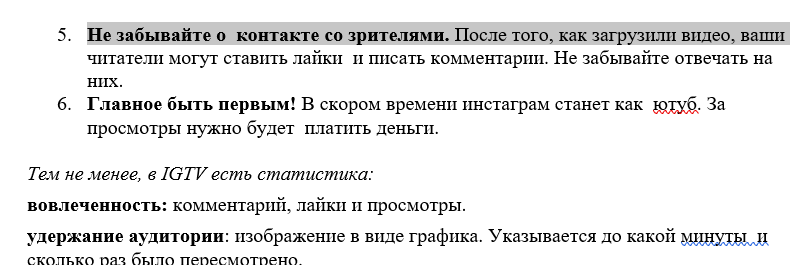 5. Не забывайте о  контакте со зрителями. После того, как загрузили видео, ваши
читатели могут ставить лайки  и писать комментарии. Не забывайте отвечать на
них.
6. Главное быть первым! В скором времени инстаграм станет как  ютуб. За
просмотры нужно будет  платить деньги.
Тем не менее, в IGTV есть статистика:
вовлеченность: комментарий, лайки и просмотры.
удержание аудитории: изображение в виде графика. Указывается до какой минуты  и
сколько раз было пересмотрено.